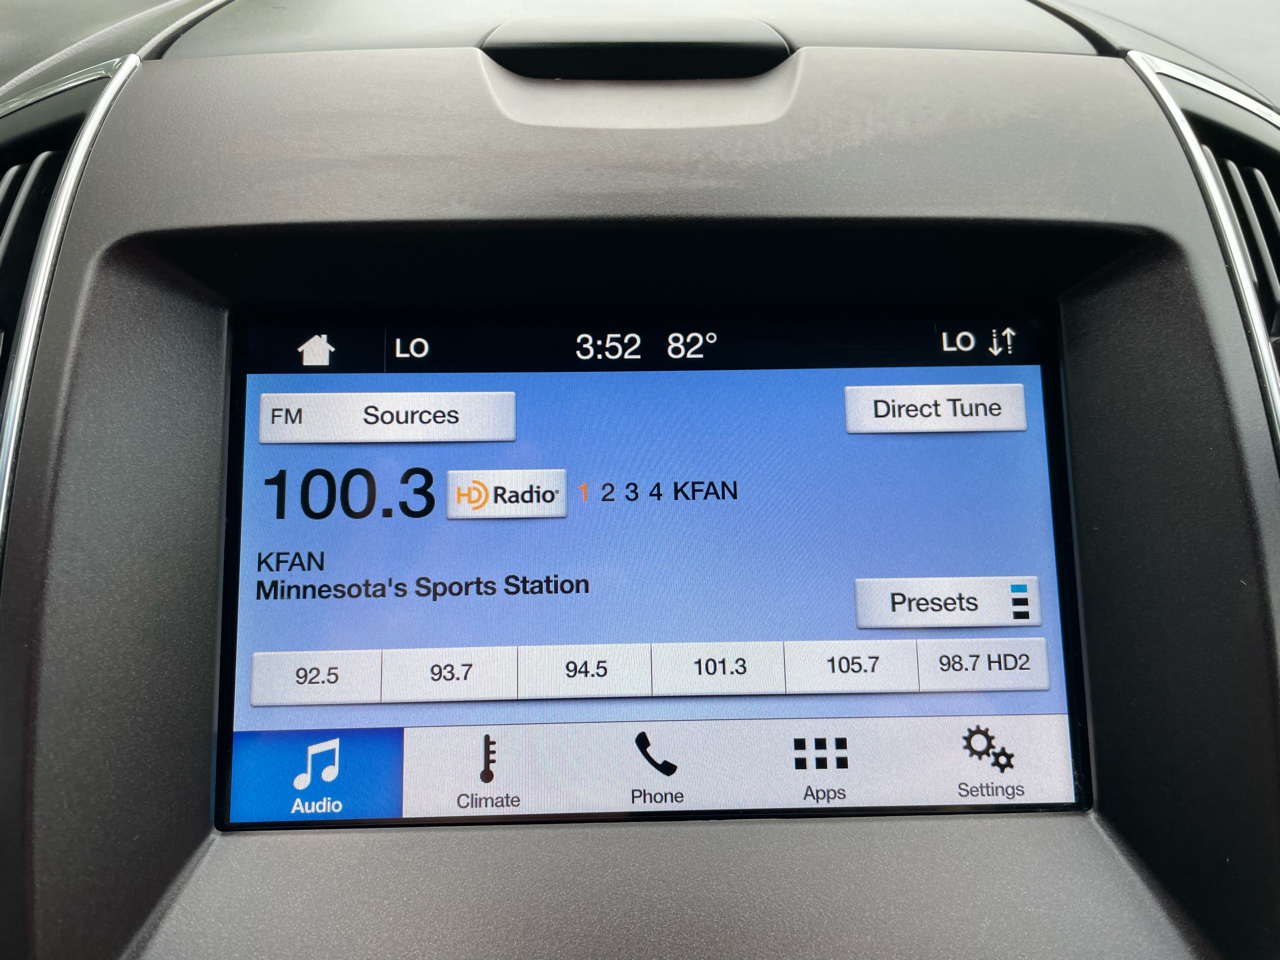 LO 3:52 82° LO
FM Sources Direct Tune
100.3 HD Radio® 1 2 3 4 KFAN
KFAN
Minnesota's Sports Station
Presets
92.5 93.7 94.5 101.3 105.7 98.7 HD2
Audio Climate Phone Apps Settings